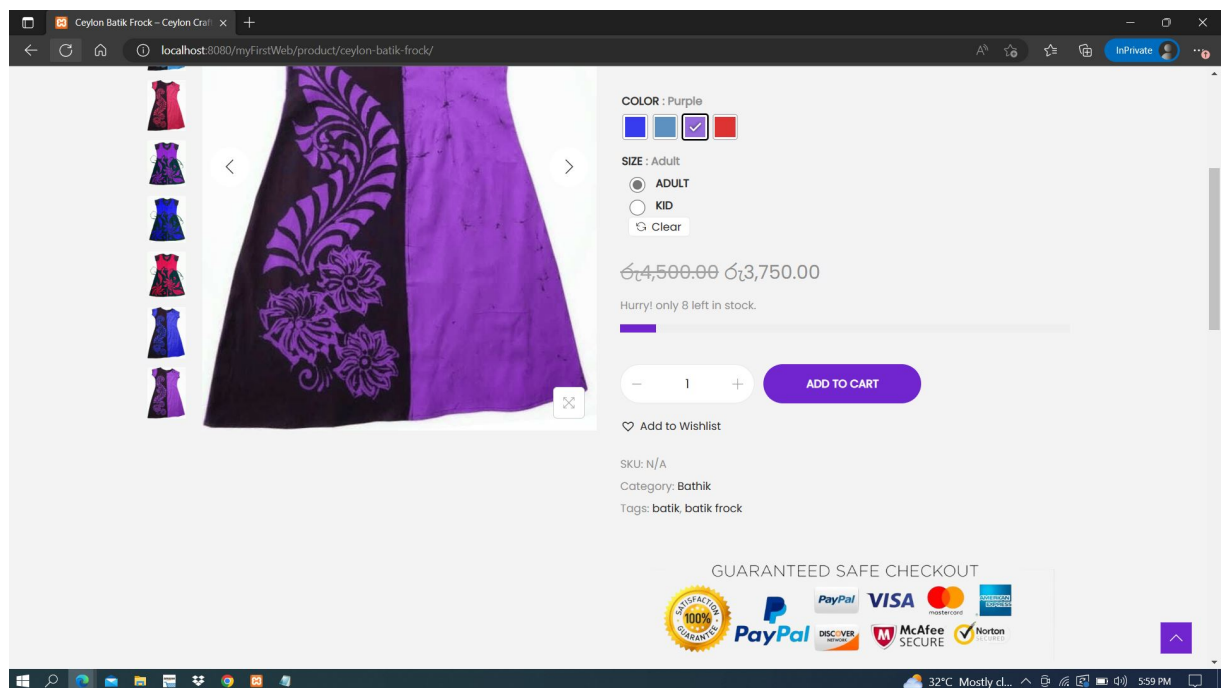 Ceylon Batik Frock – Ceylon Craft
localhost:8080/myFirstWeb/product/ceylon-batik-frock/
InPrivate
COLOR : Purple
SIZE : Adult
ADULT
KID
Clear
රු4,500.00 රු3,750.00
Hurry! only 8 left in stock.
1
ADD TO CART
Add to Wishlist
SKU: N/A
Category: Bathik
Tags: batik, batik frock
GUARANTEED SAFE CHECKOUT
SATISFACTION 100% GUARANTEE
PayPal
PayPal VISA mastercard AMERICAN EXPRESS
DISCOVER NETWORK McAfee SECURE Norton SECURED
32°C Mostly cl... 5:59 PM